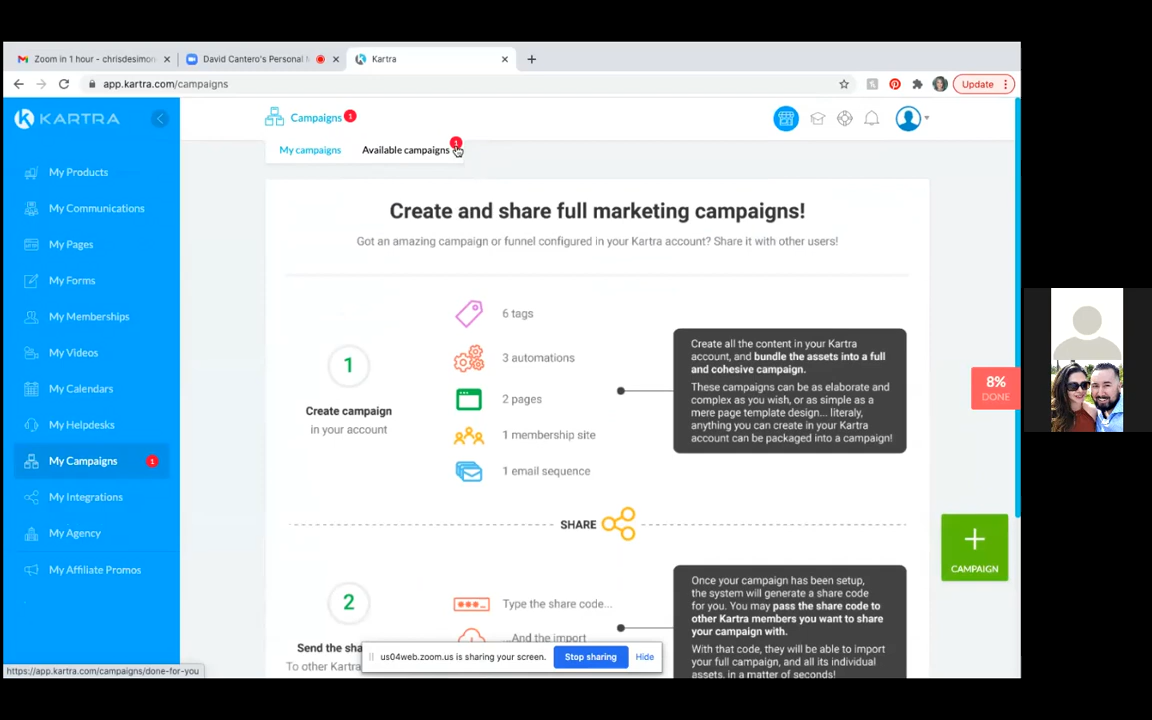 Zoom in 1 hour - chrisdesimon
David Cantero's Personal
Kartra
app.kartra.com/campaigns
Update
KARTRA
Campaigns 1
My campaigns
Available campaigns 1
My Products
My Communications
My Pages
My Forms
My Memberships
My Videos
My Calendars
My Helpdesks
My Campaigns 1
My Integrations
My Agency
My Affiliate Promos
Create and share full marketing campaigns!
Got an amazing campaign or funnel configured in your Kartra account? Share it with other users!
1
Create campaign
in your account
6 tags
3 automations
2 pages
1 membership site
1 email sequence
Create all the content in your Kartra
account, and bundle the assets into a full
and cohesive campaign.
These campaigns can be as elaborate and
complex as you wish, or as simple as a
mere page template design... literaly,
anything you can create in your Kartra
account can be packaged into a campaign!
8%
DONE
SHARE
CAMPAIGN
2
Send the sha
To other Kartra
Type the share code...
...And the import
Once your campaign has been setup,
the system will generate a share code
for you. You may pass the share code to
other Kartra members you want to share
your campaign with.
With that code, they will be able to import
your full campaign, and all its individual
assets, in a matter of seconds!
us04web.zoom.us is sharing your screen.
Stop sharing
Hide
https://app.kartra.com/campaigns/done-for-you